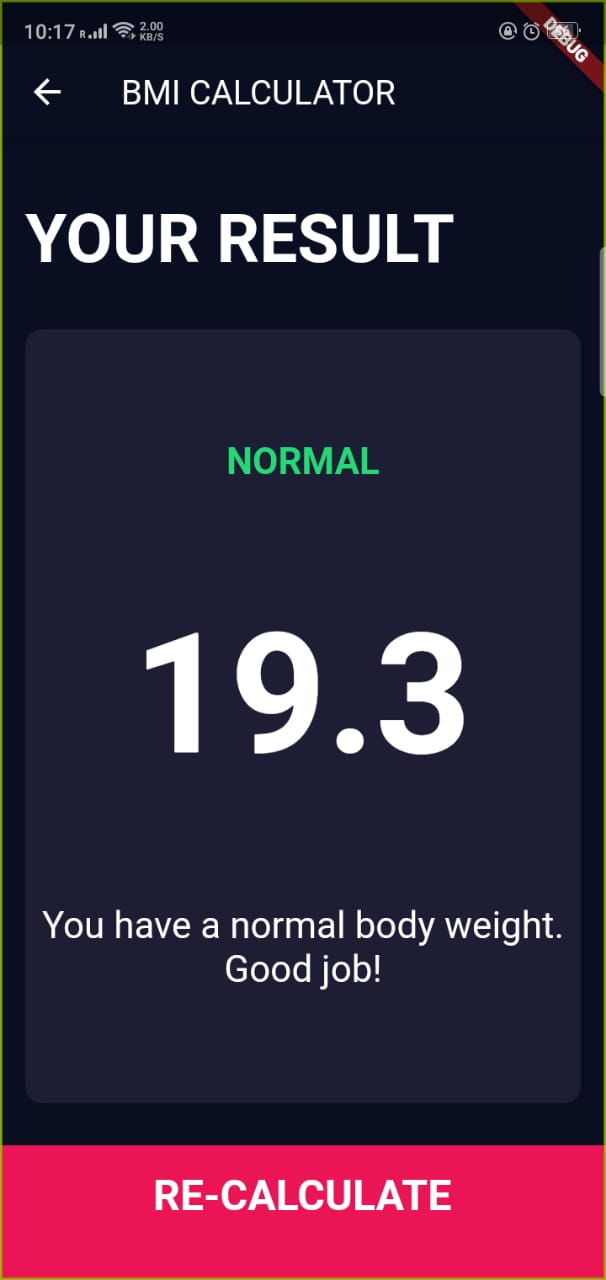 10:17 R 2.00
KB/S
DEBUG
BMI CALCULATOR
YOUR RESULT
NORMAL
19.3
You have a normal body weight.
Good job!
RE-CALCULATE